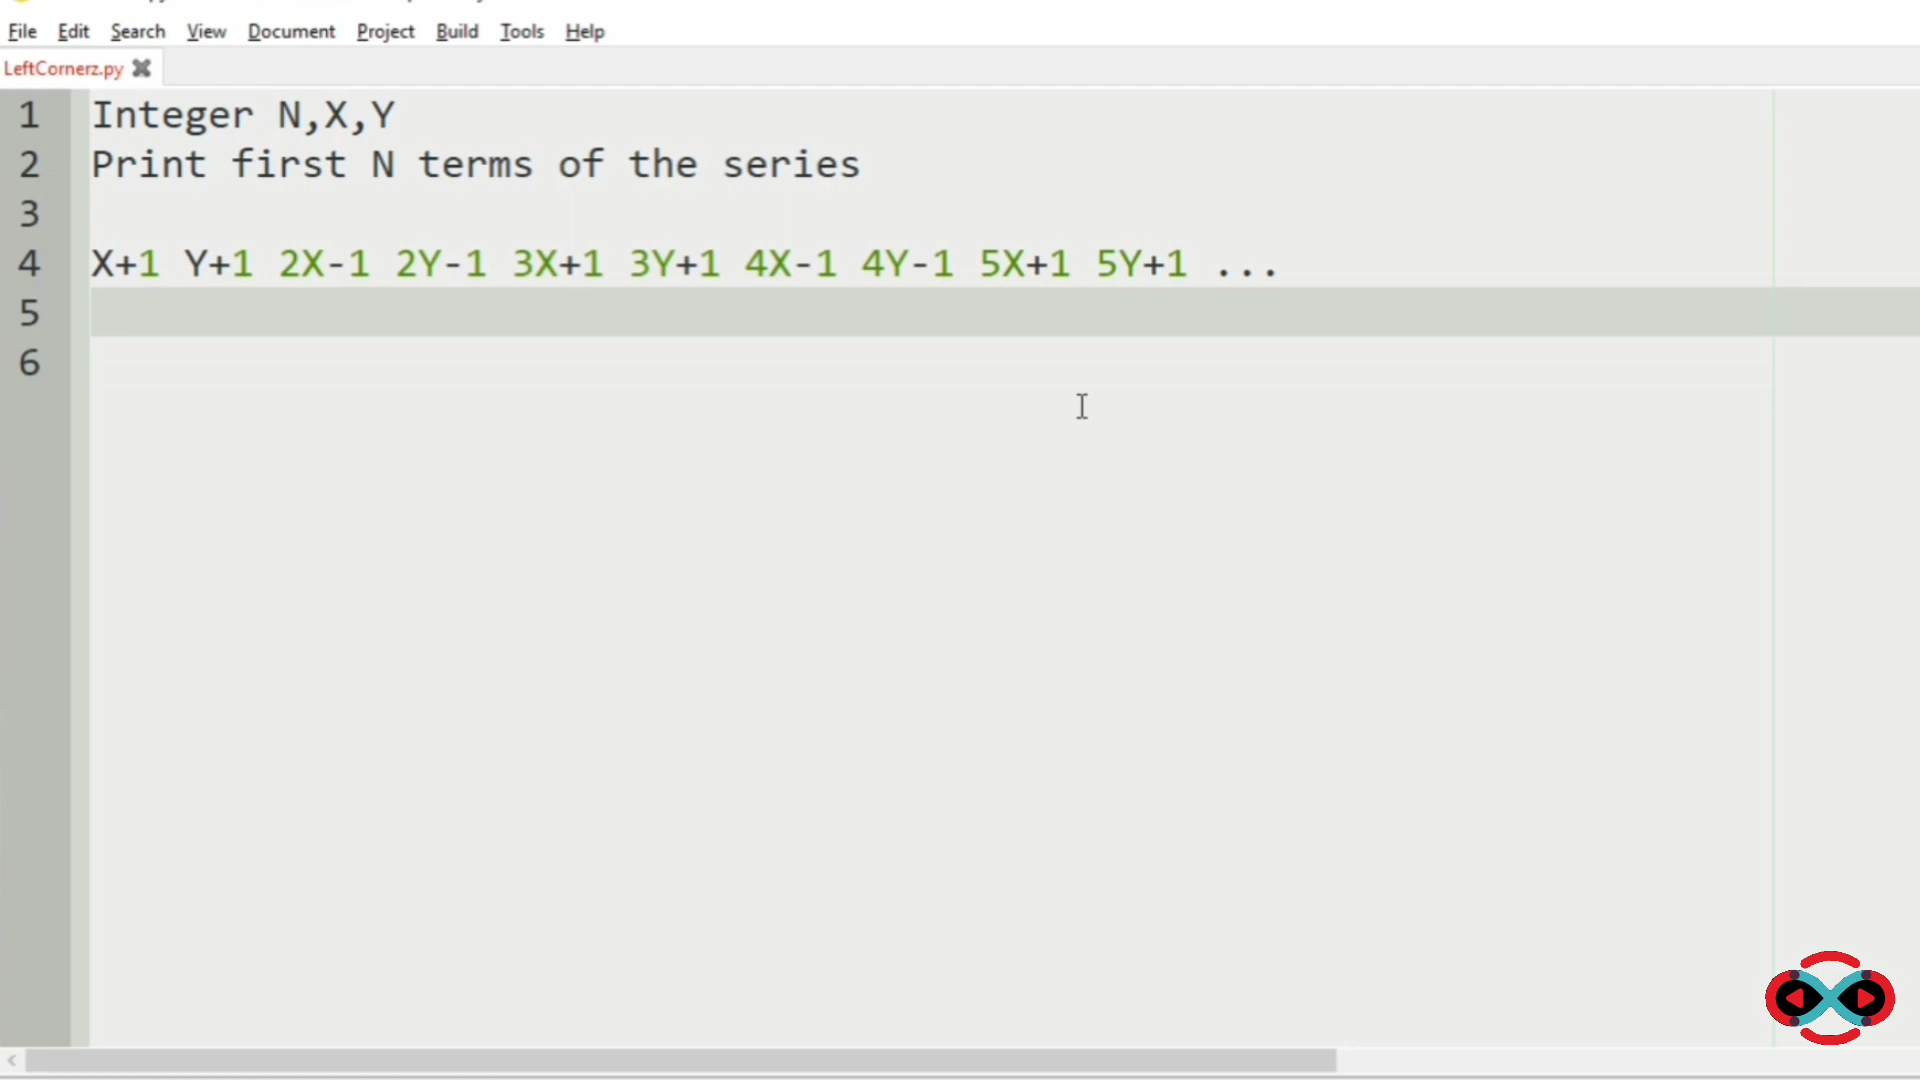 File Edit Search View Document Project Build Tools Help
LeftCornerz.py
1 Integer N,X,Y
2 Print first N terms of the series
3
4 X+1 Y+1 2X-1 2Y-1 3X+1 3Y+1 4X-1 4Y-1 5X+1 5Y+1 ...
5
6